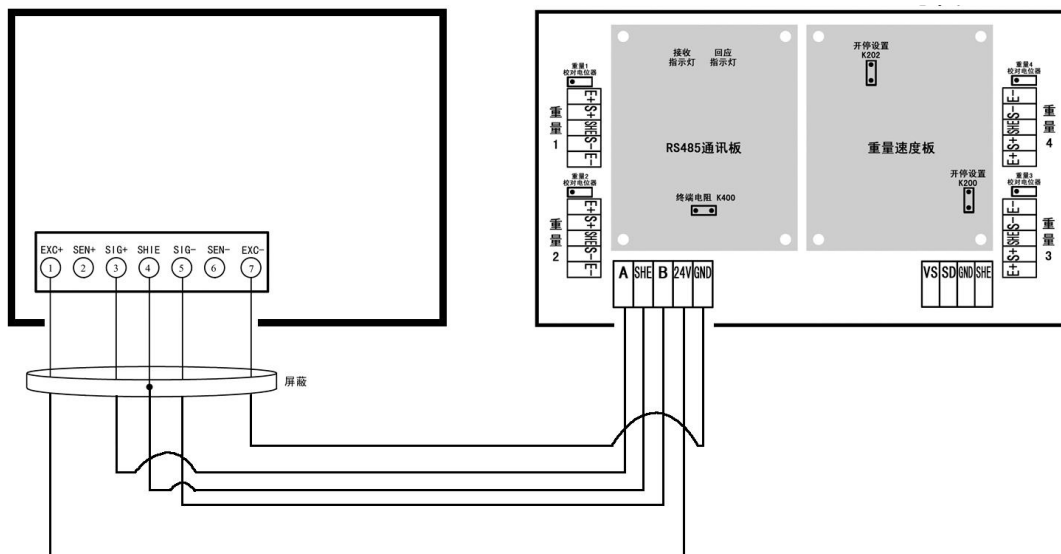 EXC+ SEN+ SIG+ SHIE SIG- SEN- EXC-
1 2 3 4 5 6 7
屏蔽
重量1
校对电位器
重量1
E+
S+
SHE
S-
E-
重量2
校对电位器
重量2
E+
S+
SHE
S-
E-
接收
指示灯
回应
指示灯
RS485通讯板
终端电阻 K400
开停设置
K202
重量速度板
开停设置
K200
重量4
校对电位器
E-
S-
SHE
S+
E+
重量4
重量3
校对电位器
E-
S-
SHE
S+
E+
重量3
A SHE B 24V GND
VS SD GND SHE